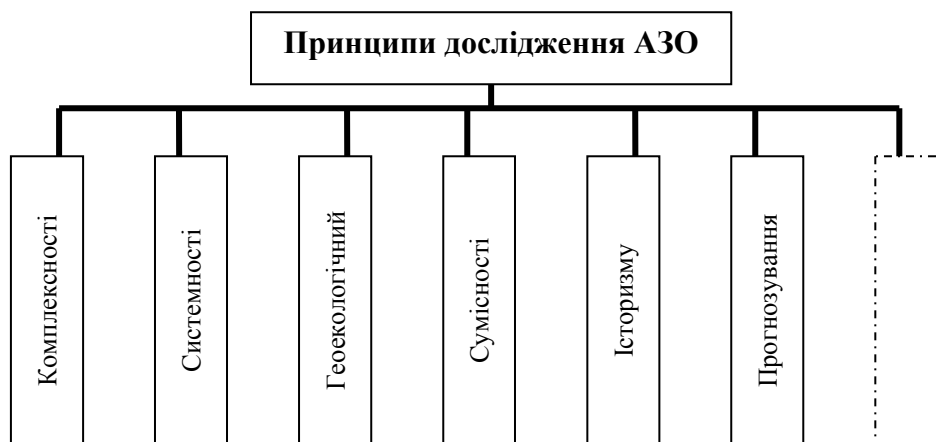 Принципи дослідження АЗО
Комплексності
Системності
Геоекологічний
Сумісності
Історизму
Прогнозування